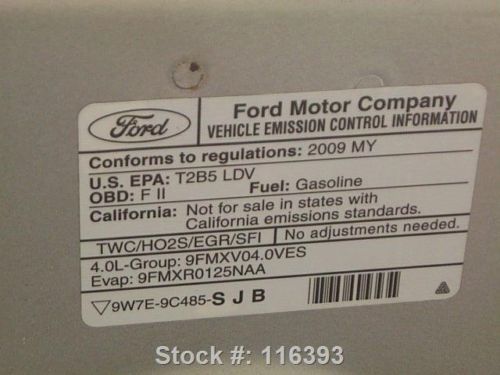 Ford
Ford Motor Company
VEHICLE EMISSION CONTROL INFORMATION
Conforms to regulations: 2009 MY
U.S. EPA: T2B5 LDV
OBD: F II Fuel: Gasoline
California: Not for sale in states with
California emissions standards.
TWC/HO2S/EGR/SFI No adjustments needed.
4.0L-Group: 9FMXV04.0VES
Evap: 9FMXR0125NAA
▽9W7E-9C485-S J B
Stock #: 116393